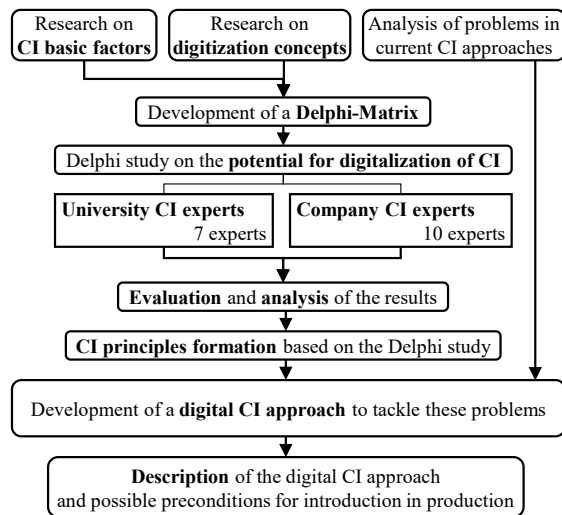 Research on
CI basic factors
Research on
digitization concepts
Analysis of problems in
current CI approaches
Development of a Delphi-Matrix
Delphi study on the potential for digitalization of CI
University CI experts
7 experts
Company CI experts
10 experts
Evaluation and analysis of the results
CI principles formation based on the Delphi study
Development of a digital CI approach to tackle these problems
Description of the digital CI approach
and possible preconditions for introduction in production